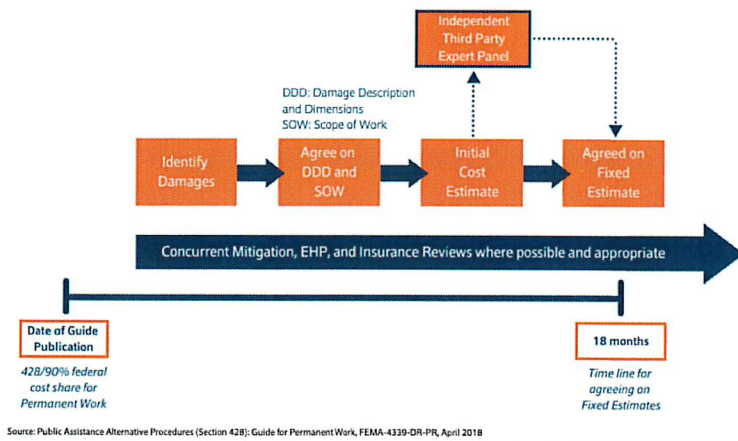 Independent
Third Party
Expert Panel
DDD: Damage Description
and Dimensions
SOW: Scope of Work
Identify
Damages
Agree on
DDD and
SOW
Initial
Cost
Estimate
Agreed on
Fixed
Estimate
Concurrent Mitigation, EHP, and Insurance Reviews where possible and appropriate
Date of Guide
Publication
428/90% federal
cost share for
Permanent Work
18 months
Time line for
agreeing on
Fixed Estimates
Source: Public Assistance Alternative Procedures (Section 428): Guide for Permanent Work, FEMA-4339-DR-PR, April 2018